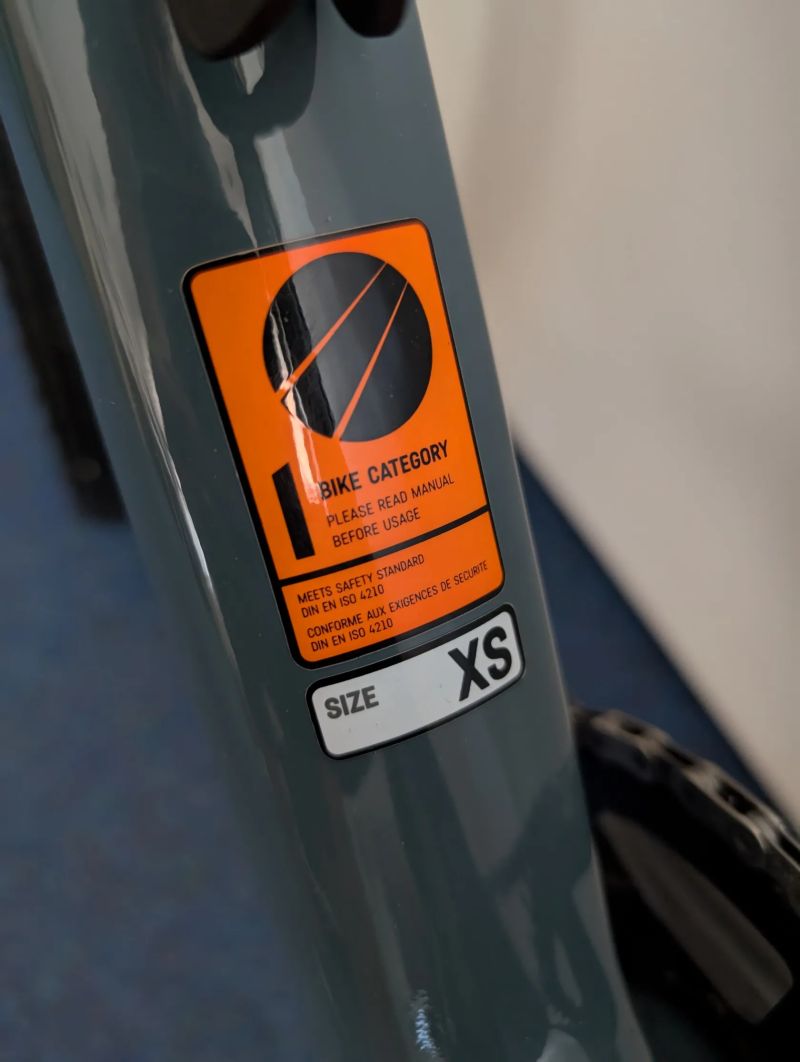 1
BIKE CATEGORY
PLEASE READ MANUAL
BEFORE USAGE
MEETS SAFETY STANDARD
DIN EN ISO 4210
CONFORME AUX EXIGENCES DE SECURITE
DIN EN ISO 4210
SIZE XS